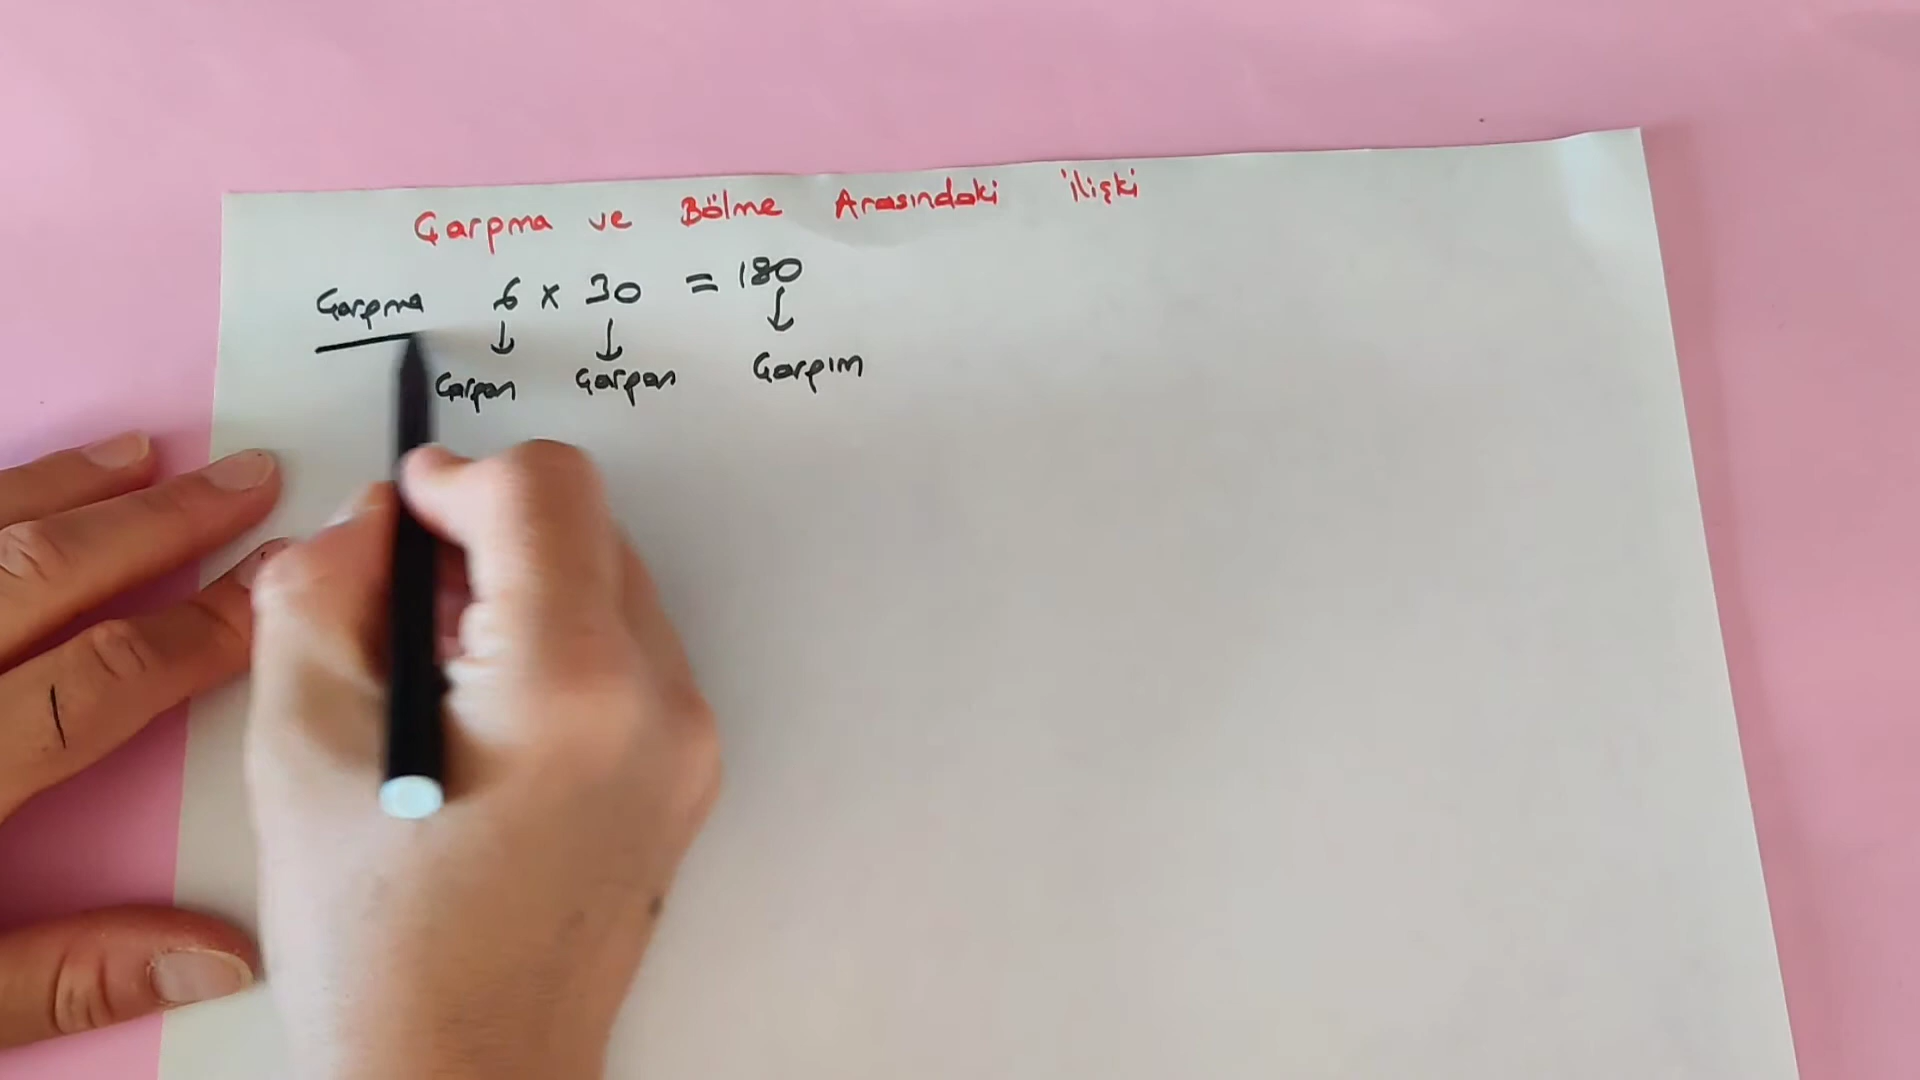 Çarpma ve Bölme Arasındaki İlişki
Çarpma 6 x 30 = 180
Çarpan Çarpan Çarpım